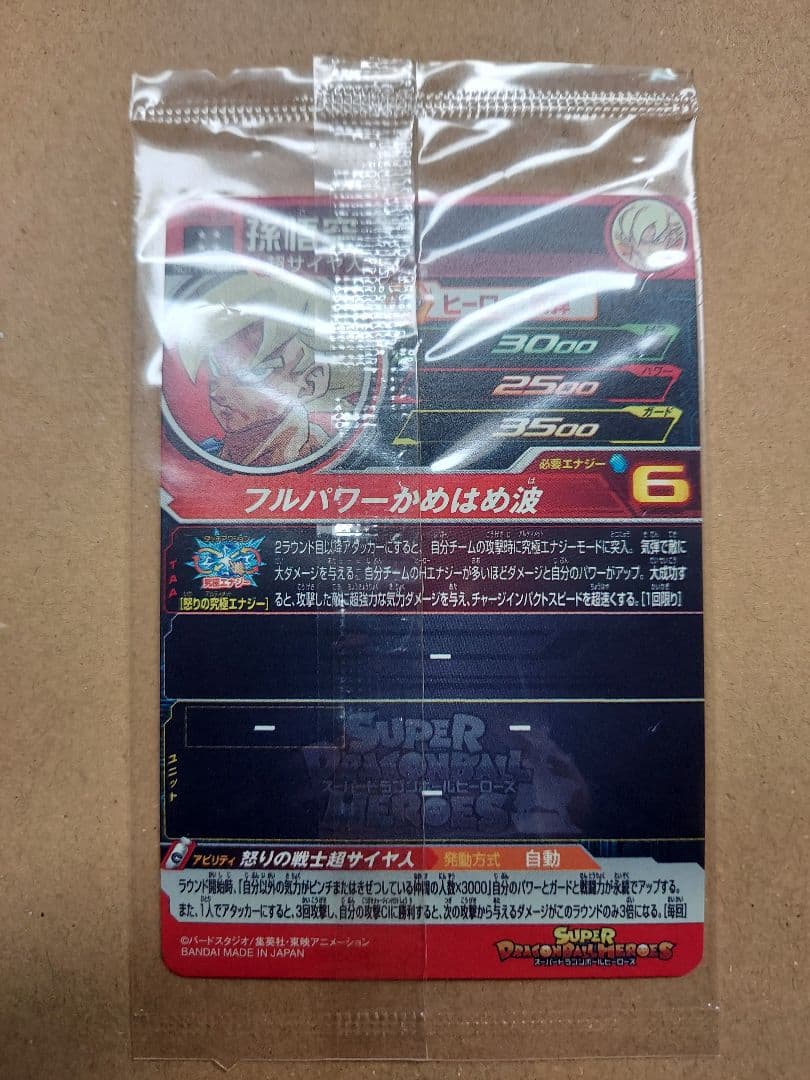 孫悟空
超サイヤ人
3000
パワー
2500
ガード
3500
必要エナジー 6
フルパワーかめはめ波
TAA
究極エナジー
[怒りの究極エナジー]
2ラウンド目以降アタッカーにすると、自分チームの攻撃時に究極エナジーモードに突入。気弾で敵に
大ダメージを与える。自分チームのHエナジーが多いほどダメージと自分のパワーがアップ。大成功す
ると、攻撃した敵に超強力な気力ダメージを与え、チャージインパクトスピードを超速くする。[1回限り]
ー
ユニット
ー ー
ー
SUPER
DRAGONBALL
スーパードラゴンボールヒーローズ
HEROES
アビリティ 怒りの戦士超サイヤ人 発動方式 自動
ラウンド開始時、「自分以外の気力がピンチまたはきぜつしている仲間の人数×3000」自分のパワーとガードと戦闘力が永続でアップする。
また、1人でアタッカーにすると、3回攻撃し、自分の攻撃CIに勝利すると、次の攻撃から与えるダメージがこのラウンドのみ3倍になる。[毎回]
©バードスタジオ/集英社・東映アニメーション
BANDAI MADE IN JAPAN
SUPER
DRAGONBALL HEROES
スーパードラゴンボールヒーローズ